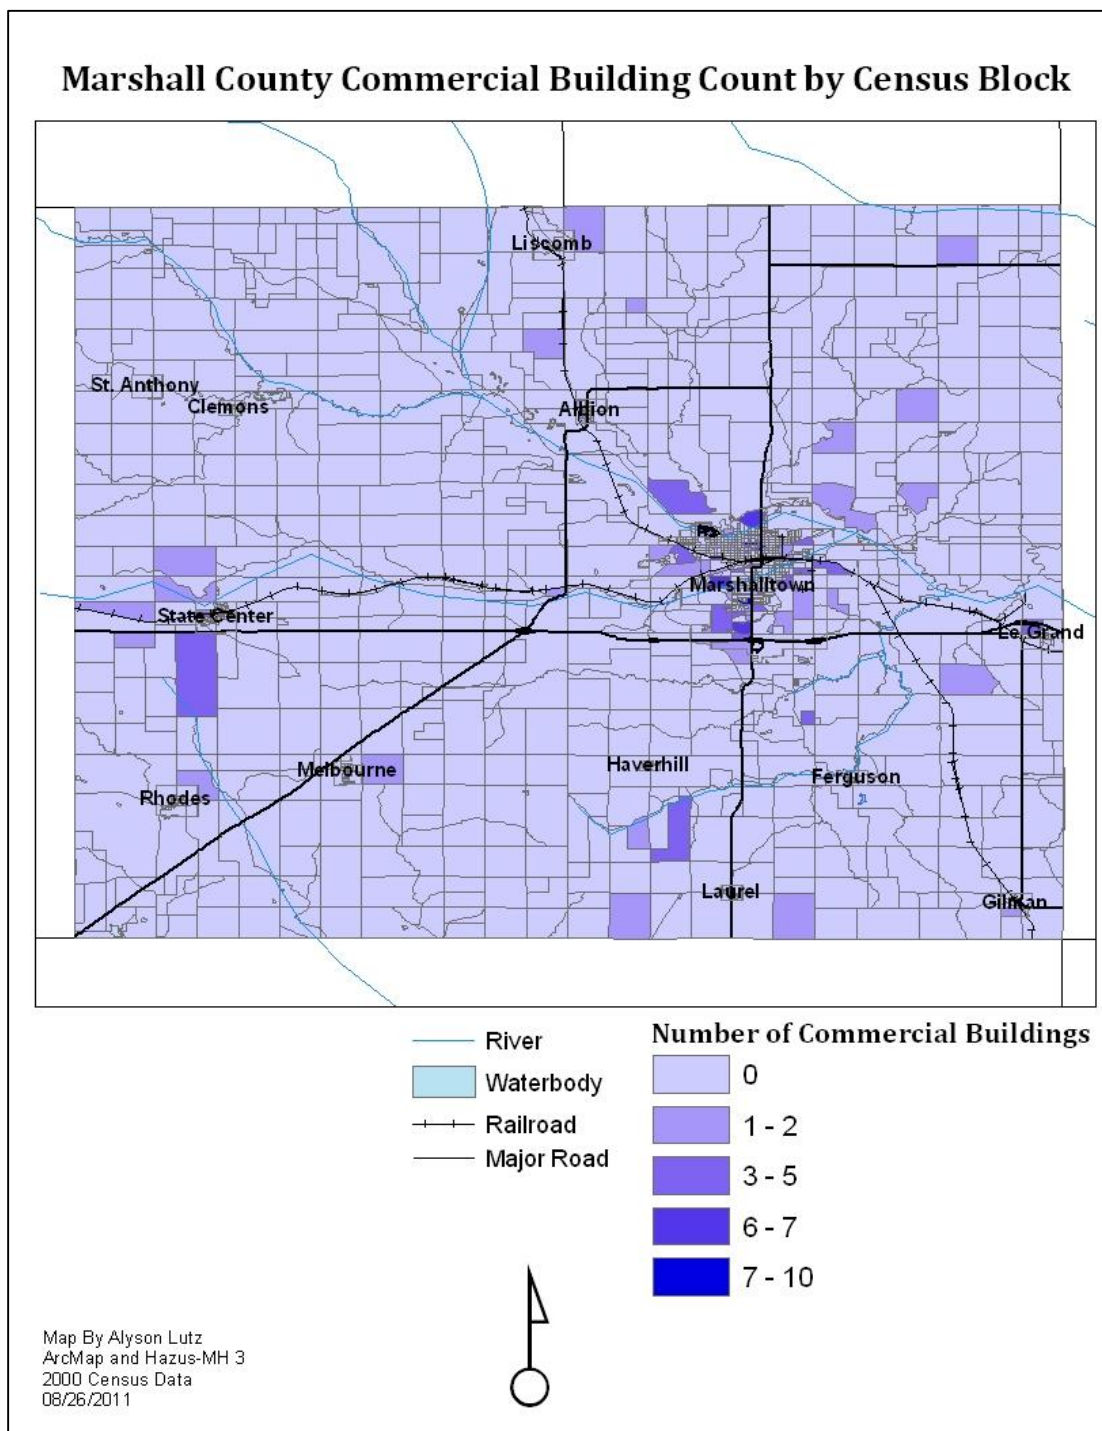 Marshall County Commercial Building Count by Census Block
Liscomb
St. Anthony
Clemons
Albion
Marshalltown
State Center
Le Grand
Haverhill
Melbourne
Ferguson
Rhodes
Laurel
Gilman
River
Waterbody
Railroad
Major Road
Number of Commercial Buildings
0
1 - 2
3 - 5
6 - 7
7 - 10
Map By Alyson Lutz
ArcMap and Hazus-MH 3
2000 Census Data
08/26/2011